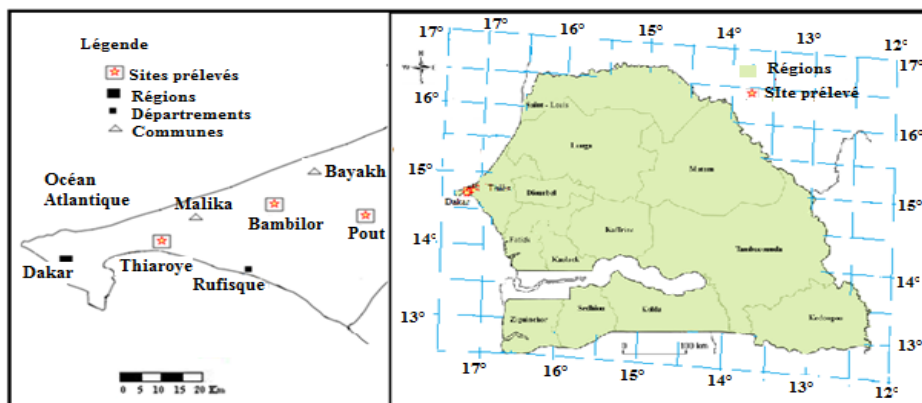 Légende
Sites prélevés
Régions
Départrements
Communes
Océan
Atlantique
Malika
Bayakh
Bambilor
Pout
Dakar
Thiaroye
Rufisque
0 5 10 15 20 Km
17° 17° 16° 15° 14° 13° 12°
N
Régions
SIte prélevé
17°
16°
16°
15°
15°
14°
14°
13°
13°
Saint - Louis
Louga
Matam
Thiès
Dakar
Diourbel
Fatick
Kaffrine
Kaolack
Tambacounda
Ziguinchor
Sedhiou
Kolda
Kedougou
0 100 km
17° 16° 15° 14° 13° 12°